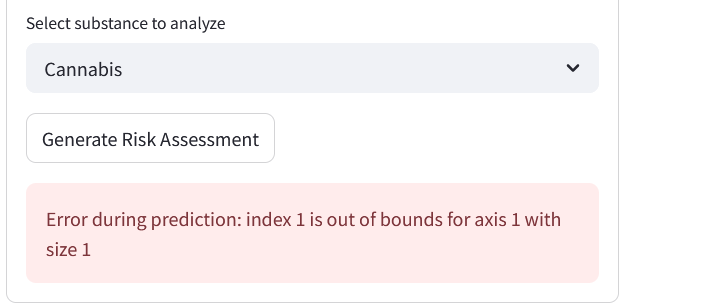 Select substance to analyze
Cannabis
Generate Risk Assessment
Error during prediction: index 1 is out of bounds for axis 1 with
size 1